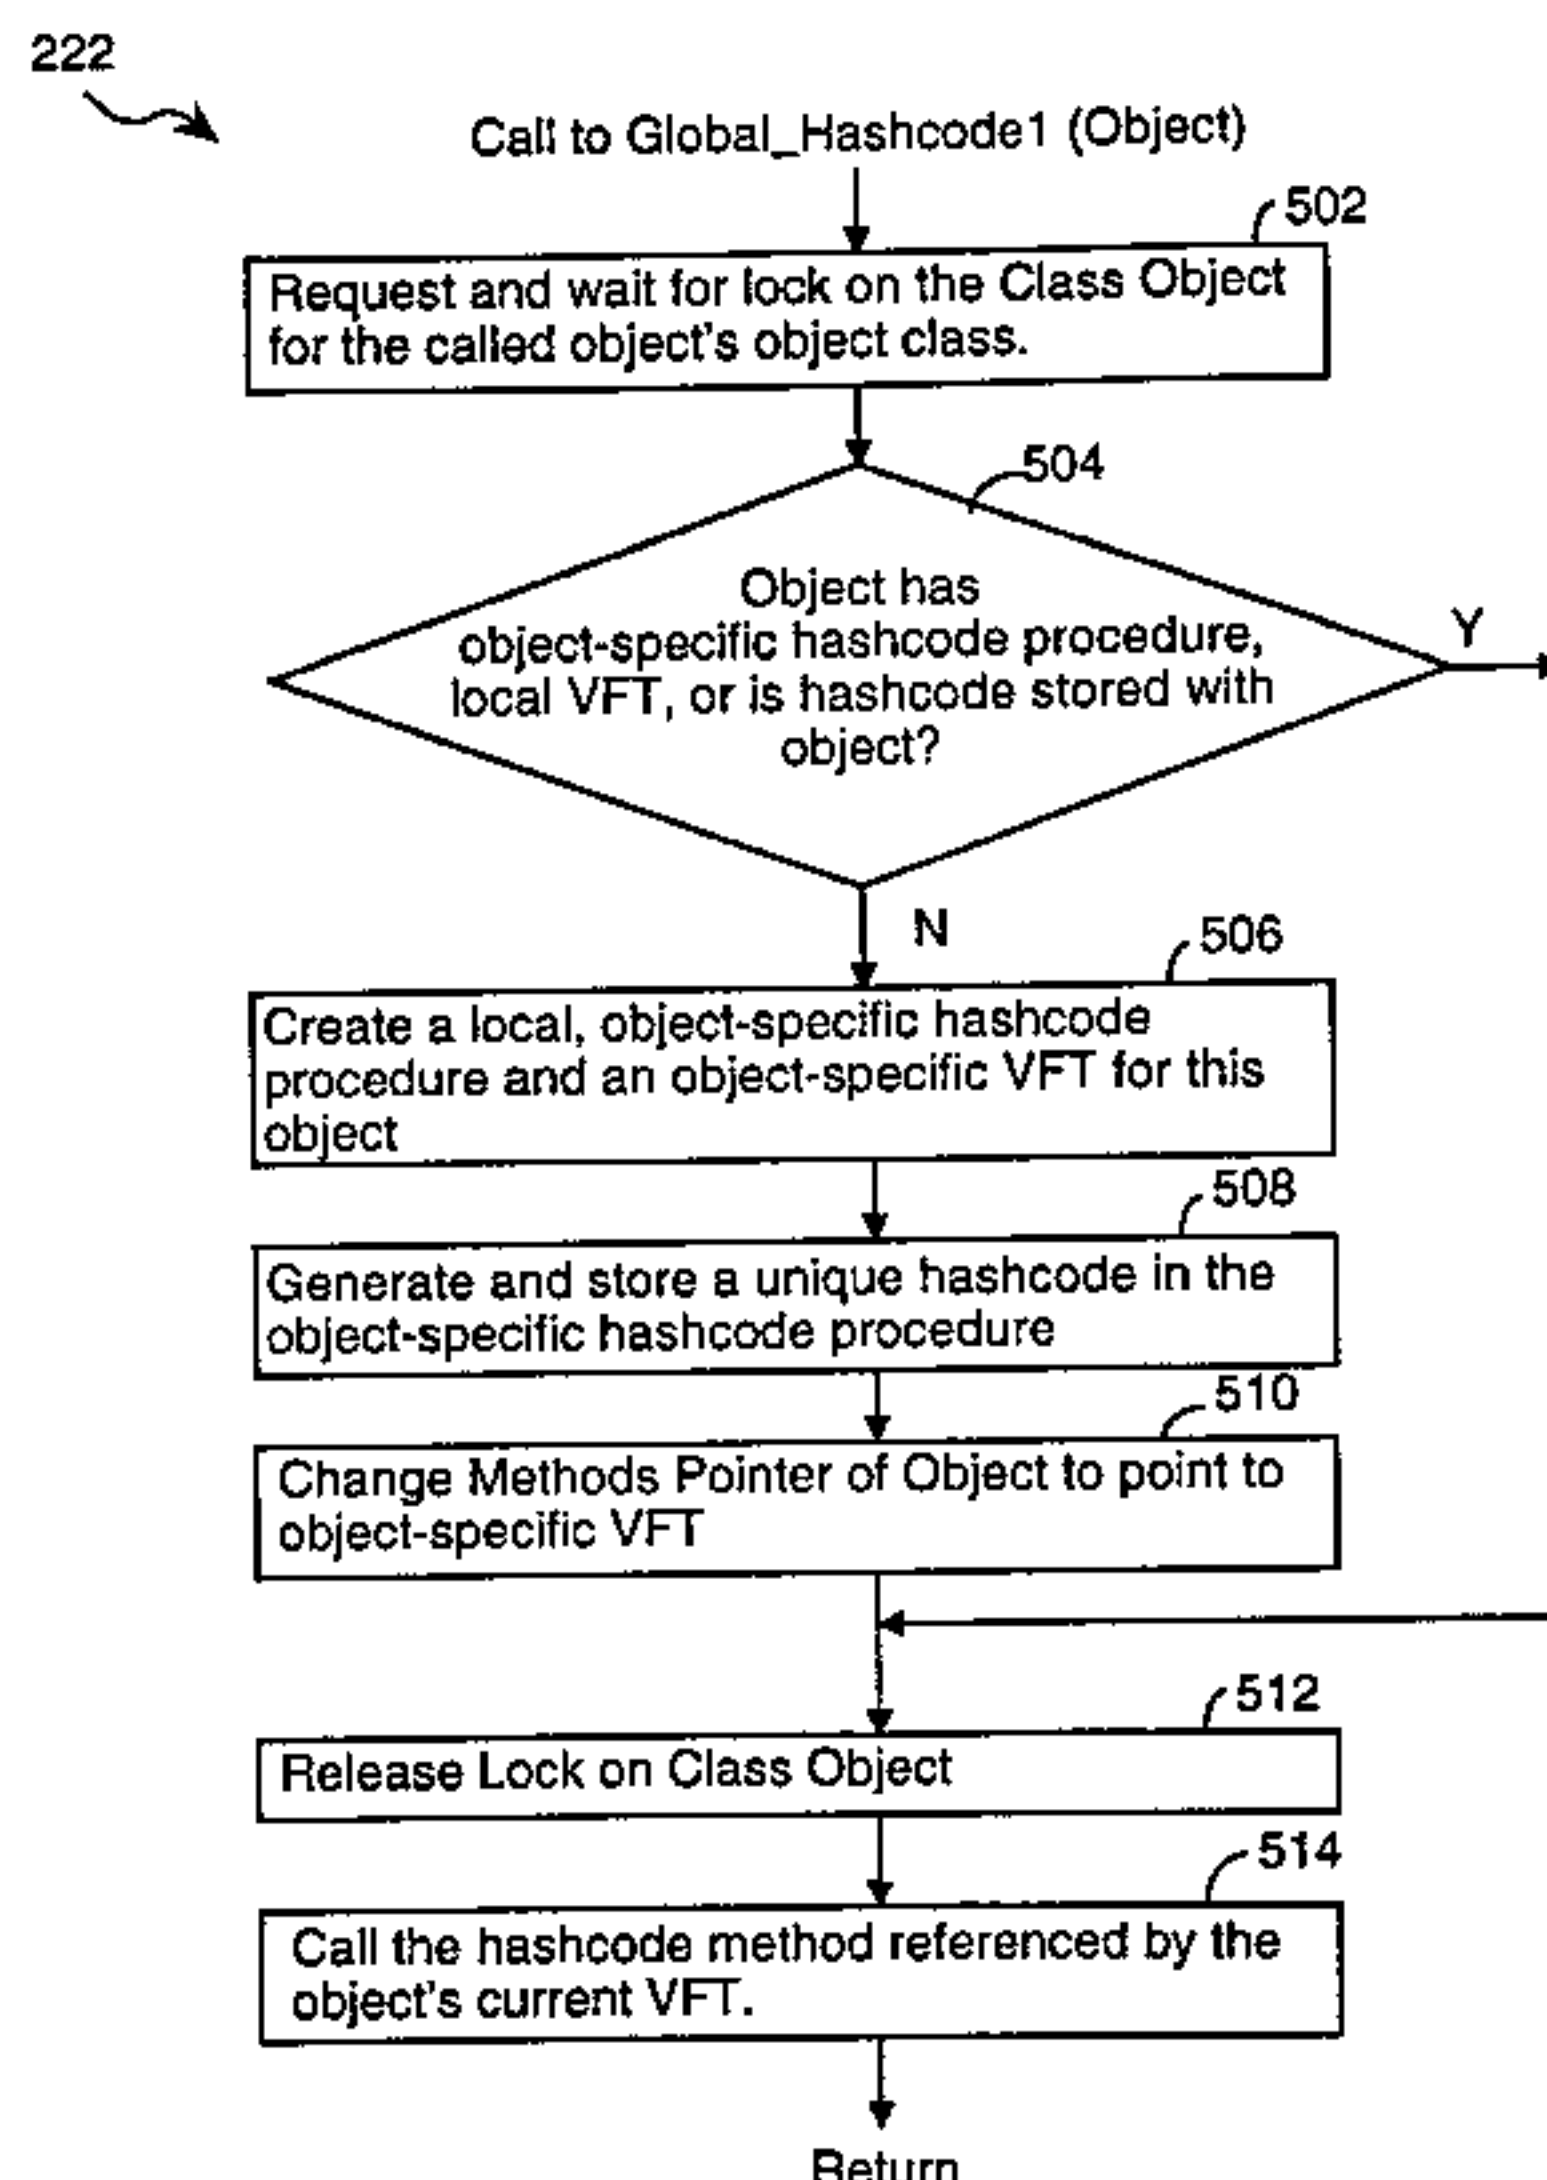 222
Call to Global_Hashcode1 (Object)
502
Request and wait for lock on the Class Object
for the called object's object class.
504
Object has
object-specific hashcode procedure,
local VFT, or is hashcode stored with
object?
Y
N
506
Create a local, object-specific hashcode
procedure and an object-specific VFT for this
object
508
Generate and store a unique hashcode in the
object-specific hashcode procedure
510
Change Methods Pointer of Object to point to
object-specific VFT
512
Release Lock on Class Object
514
Call the hashcode method referenced by the
object's current VFT.
Return